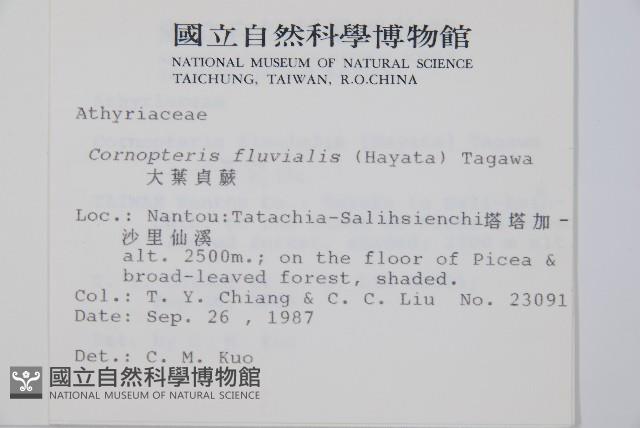 國立自然科學博物館
NATIONAL MUSEUM OF NATURAL SCIENCE
TAICHUNG, TAIWAN, R.O.CHINA
Athyriaceae
Cornopteris fluvialis (Hayata) Tagawa
大葉貞蕨
Loc.: Nantou:Tatachia-Salihsienchi塔塔加-
沙里仙溪
alt. 2500m.; on the floor of Picea &
broad-leaved forest, shaded.
Col.: T. Y. Chiang & C. C. Liu No. 23091
Date: Sep. 26 , 1987
Det.: C. M. Kuo
國立自然科學博物館
NATIONAL MUSEUM OF NATURAL SCIENCE